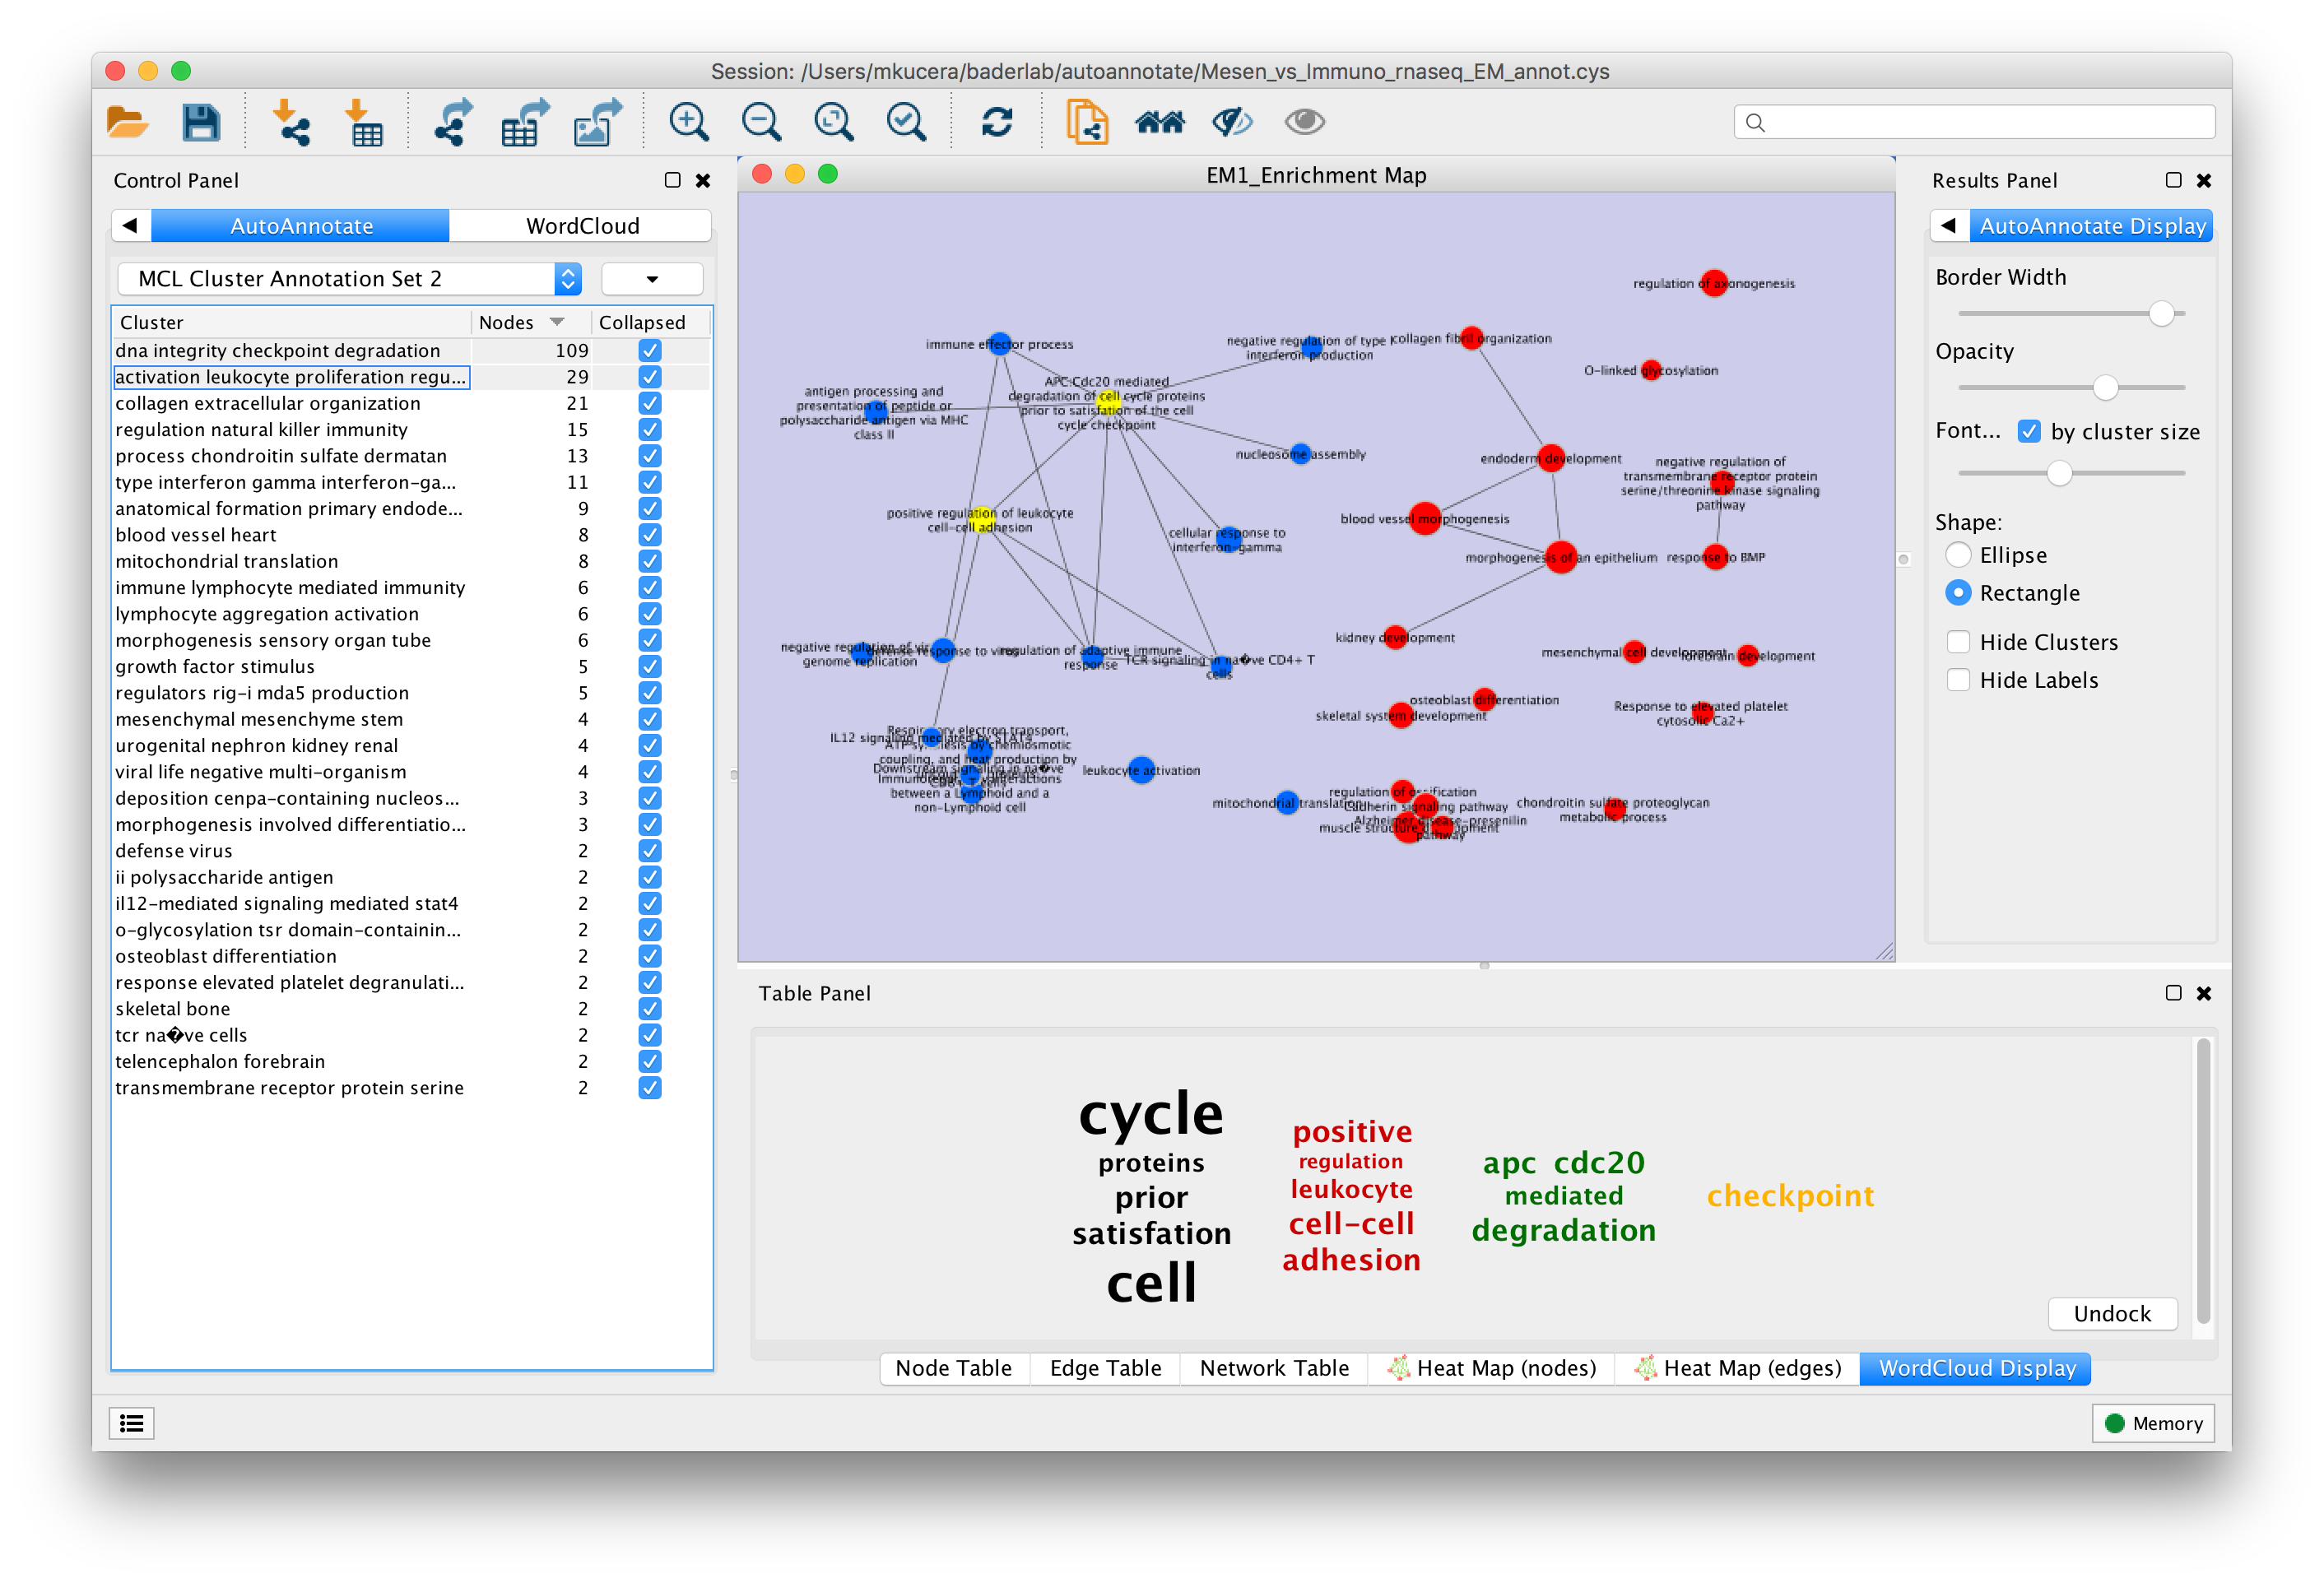 Session: /Users/mkucera/baderlab/autoannotate/Mesen_vs_Immuno_rnaseq_EM_annot.cys
Control Panel
AutoAnnotate
WordCloud
MCL Cluster Annotation Set 2
Cluster Nodes Collapsed
dna integrity checkpoint degradation 109
activation leukocyte proliferation regu... 29
collagen extracellular organization 21
regulation natural killer immunity 15
process chondroitin sulfate dermatan 13
type interferon gamma interferon-ga... 11
anatomical formation primary endode... 9
blood vessel heart 8
mitochondrial translation 8
immune lymphocyte mediated immunity 6
lymphocyte aggregation activation 6
morphogenesis sensory organ tube 6
growth factor stimulus 5
regulators rig-i mda5 production 5
mesenchymal mesenchyme stem 4
urogenital nephron kidney renal 4
viral life negative multi-organism 4
deposition cenpa-containing nucleos... 3
morphogenesis involved differentiatio... 3
defense virus 2
ii polysaccharide antigen 2
il12-mediated signaling mediated stat4 2
o-glycosylation tsr domain-containin... 2
osteoblast differentiation 2
response elevated platelet degranulati... 2
skeletal bone 2
tcr na�ve cells 2
telencephalon forebrain 2
transmembrane receptor protein serine 2
EM1_Enrichment Map
regulation of axonogenesis
immune effector process
negative regulation of type I
interferon production
collagen fibril organization
O-linked glycosylation
antigen processing and
presentation of peptide or
polysaccharide antigen via MHC
class II
APC:Cdc20 mediated
degradation of cell cycle proteins
prior to satisfation of the cell
cycle checkpoint
nucleosome assembly
endoderm development
negative regulation of
transmembrane receptor protein
serine/threonine kinase signaling
pathway
positive regulation of leukocyte
cell-cell adhesion
blood vessel morphogenesis
cellular response to
interferon-gamma
morphogenesis of an epithelium
response to BMP
kidney development
negative regulation of
genome replication
defense response to virus
regulation of adaptive immune
response
TCR signaling in na�ve CD4+ T
cells
mesenchymal cell development
forebrain development
osteoblast differentiation
skeletal system development
Response to elevated platelet
cytosolic Ca2+
IL12 signaling mediated by STAT4
Respiratory electron transport,
ATP synthesis by chemiosmotic
coupling, and heat production by
Downstream signaling in na�ve
between a Lymphoid and a
non-Lymphoid cell
leukocyte activation
mitochondrial translation
regulation of ossification
Cadherin signaling pathway
Alzheimer disease-presenilin
pathway
muscle structure development
chondroitin sulfate proteoglycan
metabolic process
Results Panel
AutoAnnotate Display
Border Width
Opacity
Font... by cluster size
Shape:
Ellipse
Rectangle
Hide Clusters
Hide Labels
Table Panel
cycle
proteins
prior
satisfation
cell
positive
regulation
leukocyte
cell-cell
adhesion
apc cdc20
mediated
degradation
checkpoint
Undock
Node Table
Edge Table
Network Table
Heat Map (nodes)
Heat Map (edges)
WordCloud Display
Memory